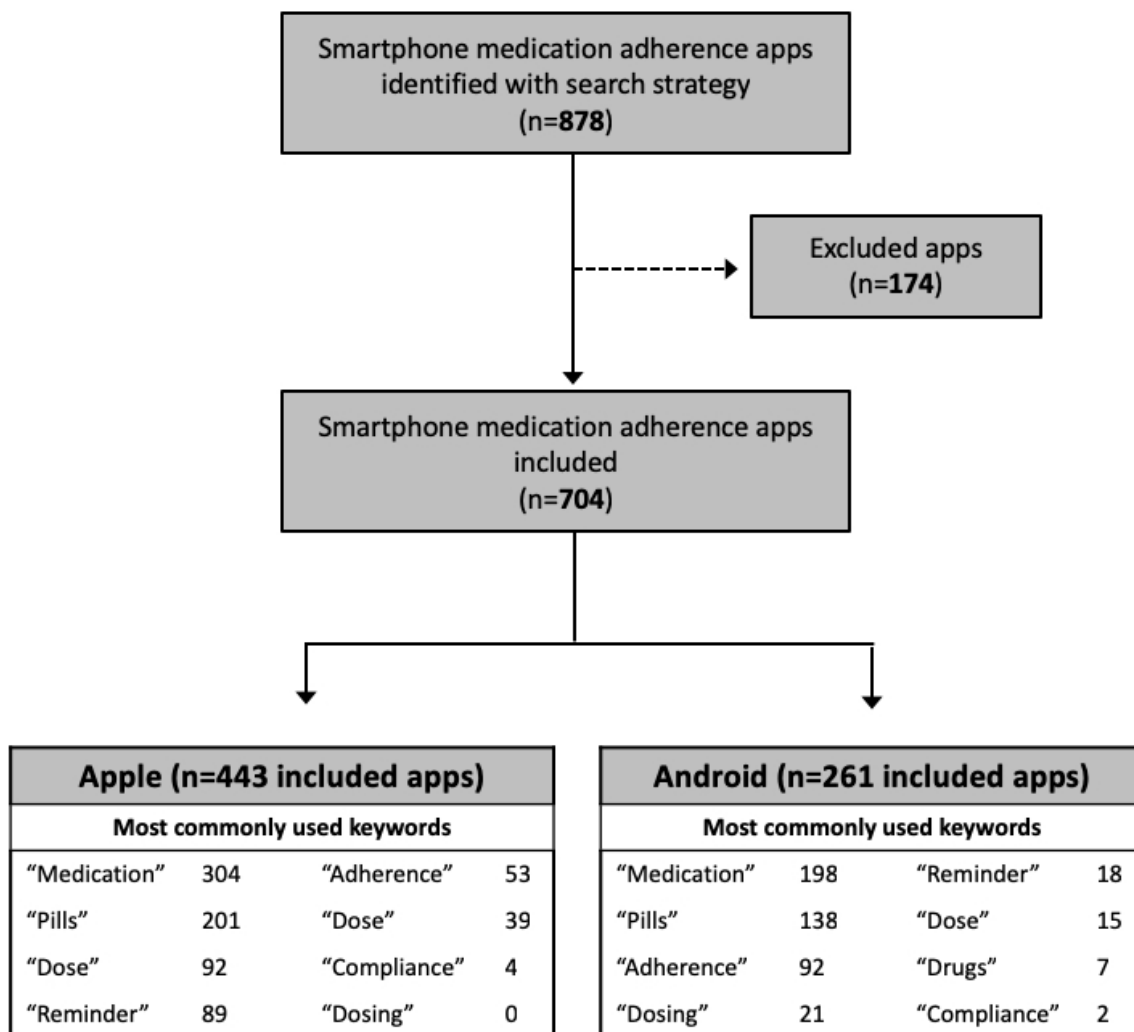 Smartphone medication adherence apps
identified with search strategy
(n=878)
Excluded apps
(n=174)
Smartphone medication adherence apps
included
(n=704)
Apple (n=443 included apps)
Most commonly used keywords
“Medication” 304 “Adherence” 53
“Pills” 201 “Dose” 39
“Dose” 92 “Compliance” 4
“Reminder” 89 “Dosing” 0
Android (n=261 included apps)
Most commonly used keywords
“Medication” 198 “Reminder” 18
“Pills” 138 “Dose” 15
“Adherence” 92 “Drugs” 7
“Dosing” 21 “Compliance” 2